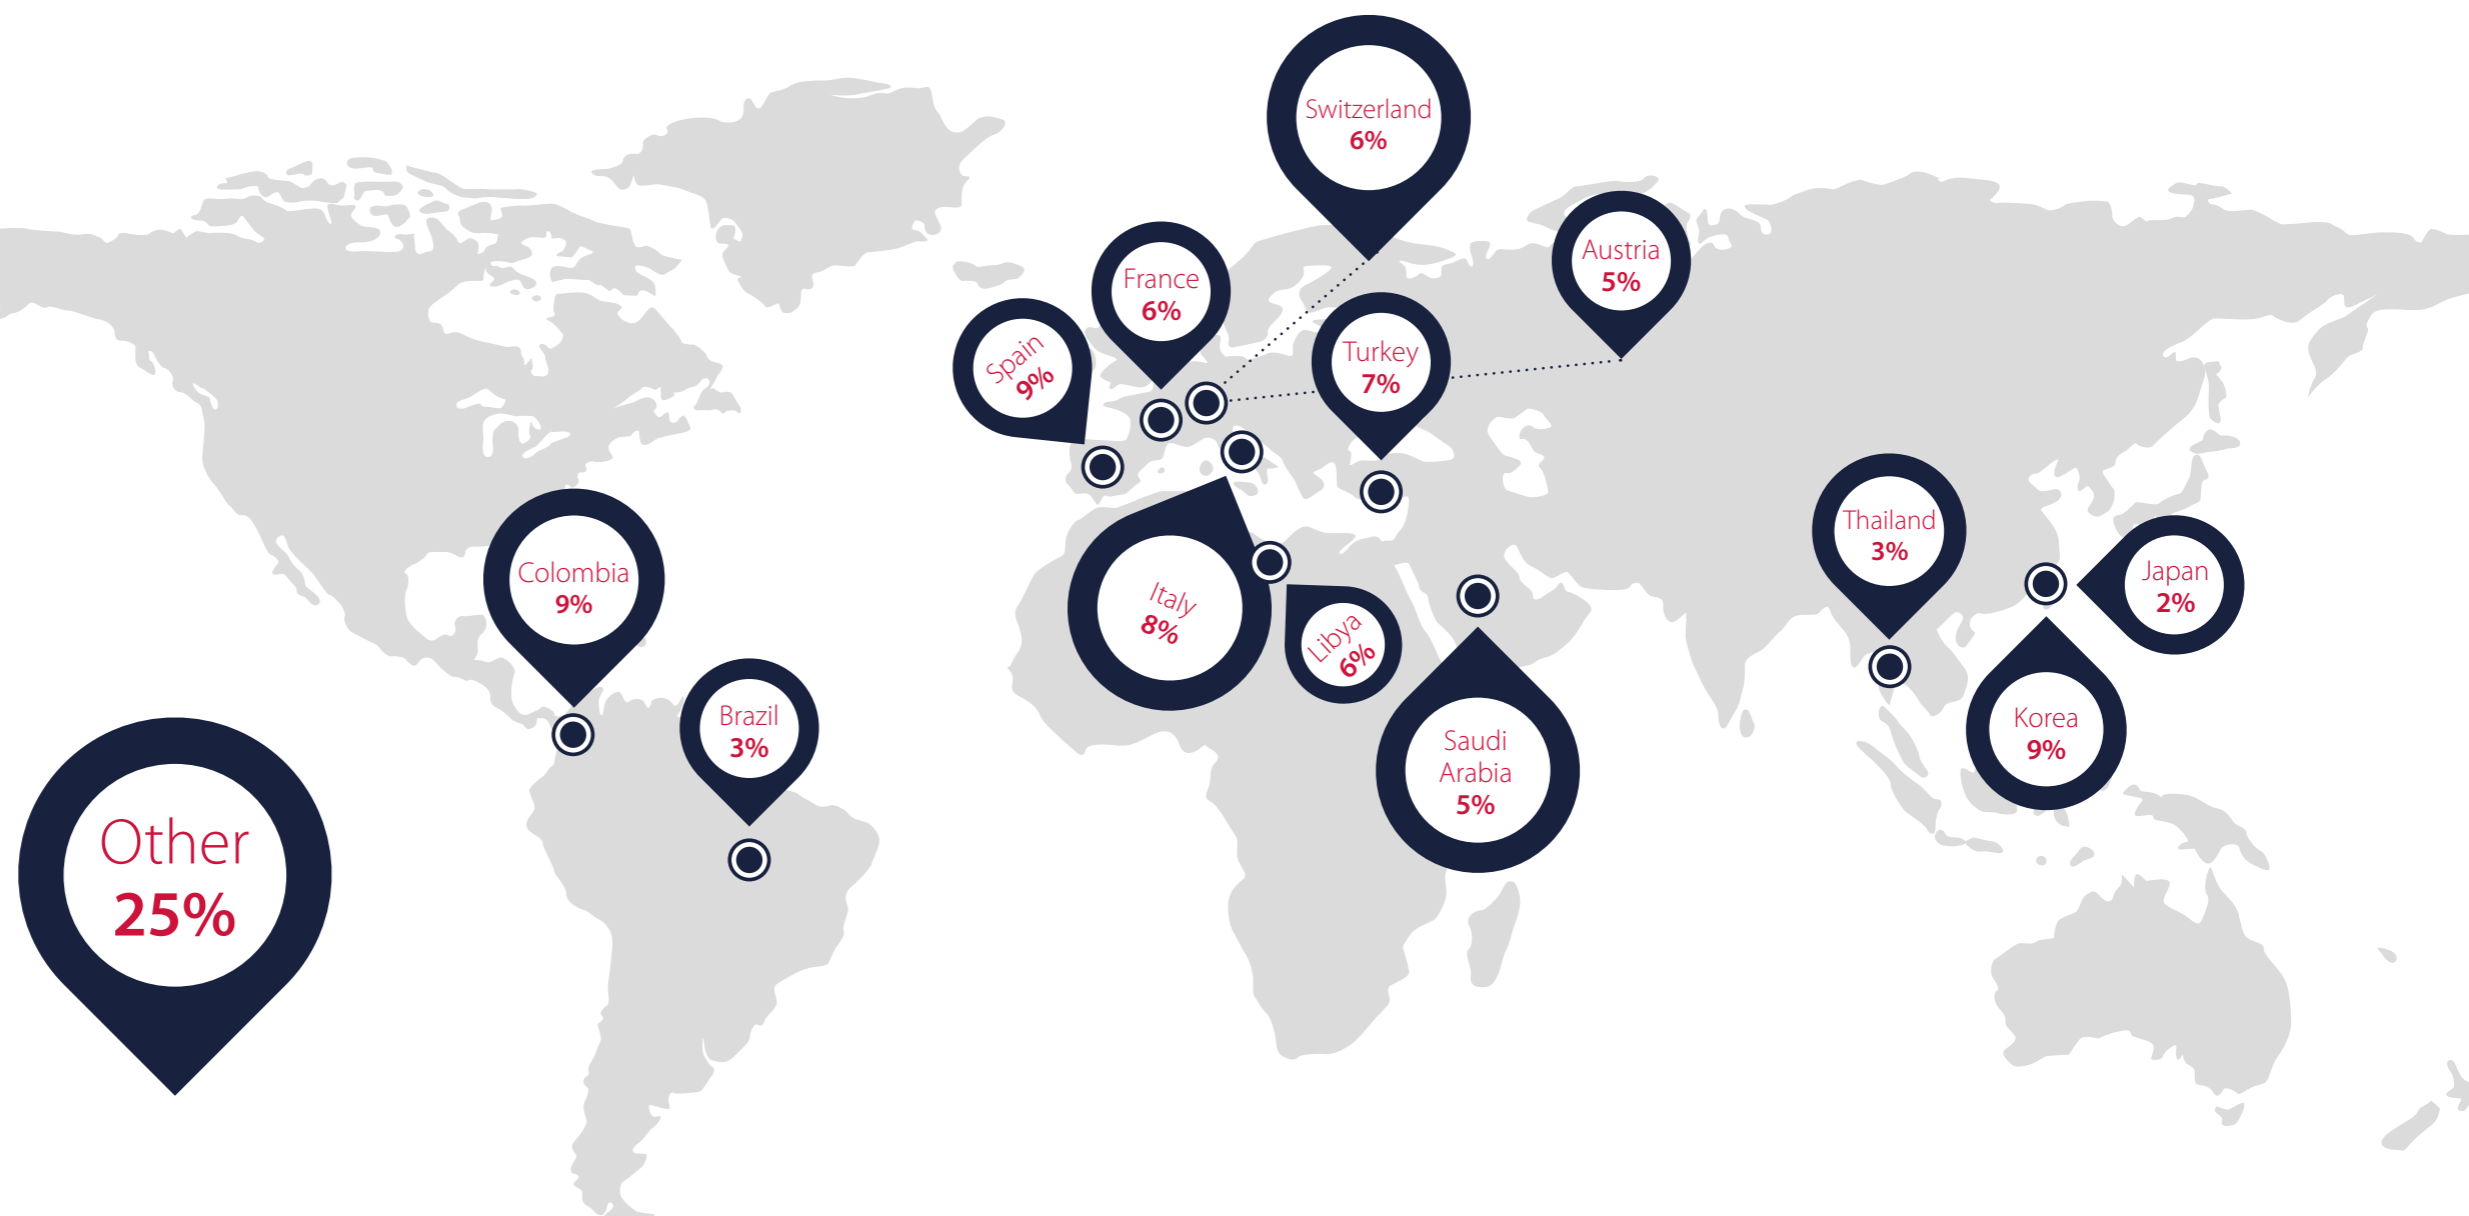 Switzerland
6%
Austria
5%
France
6%
Spain
9%
Turkey
7%
Colombia
9%
Thailand
3%
Japan
2%
Italy
8%
Libya
6%
Brazil
3%
Saudi
Arabia
5%
Korea
9%
Other
25%